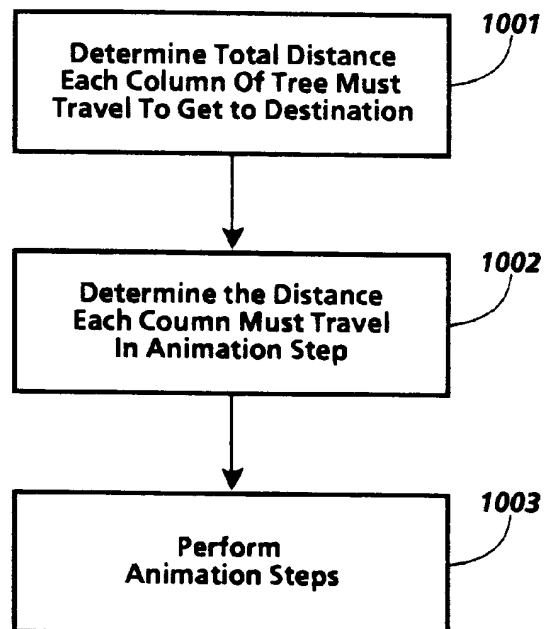 1001
Determine Total Distance
Each Column Of Tree Must
Travel To Get to Destination
1002
Determine the Distance
Each Coumn Must Travel
In Animation Step
1003
Perform
Animation Steps